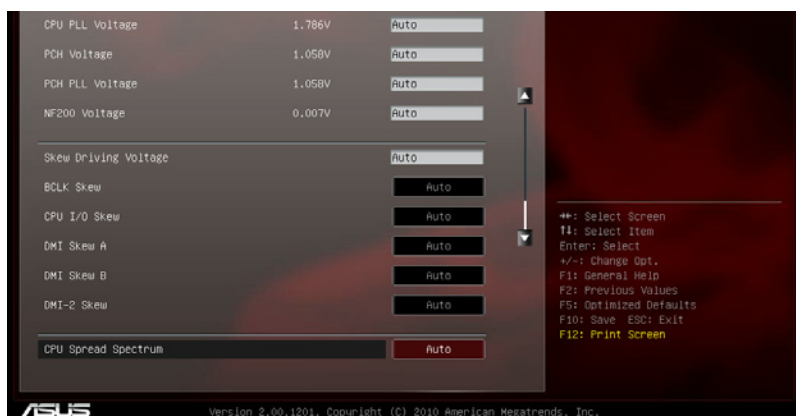 CPU PLL Voltage 1.786V Auto
PCH Voltage 1.058V Auto
PCH PLL Voltage 1.058V Auto
NF200 Voltage 0.007V Auto
Skew Driving Voltage Auto
BCLK Skew Auto
CPU I/O Skew Auto
DMI Skew A Auto
DMI Skew B Auto
DMI-2 Skew Auto
CPU Spread Spectrum Auto
→←: Select Screen
↑↓: Select Item
Enter: Select
+/-: Change Opt.
F1: General Help
F2: Previous Values
F5: Optimized Defaults
F10: Save ESC: Exit
F12: Print Screen
ASUS
Version 2.00.1201. Copyright (C) 2010 American Megatrends, Inc.